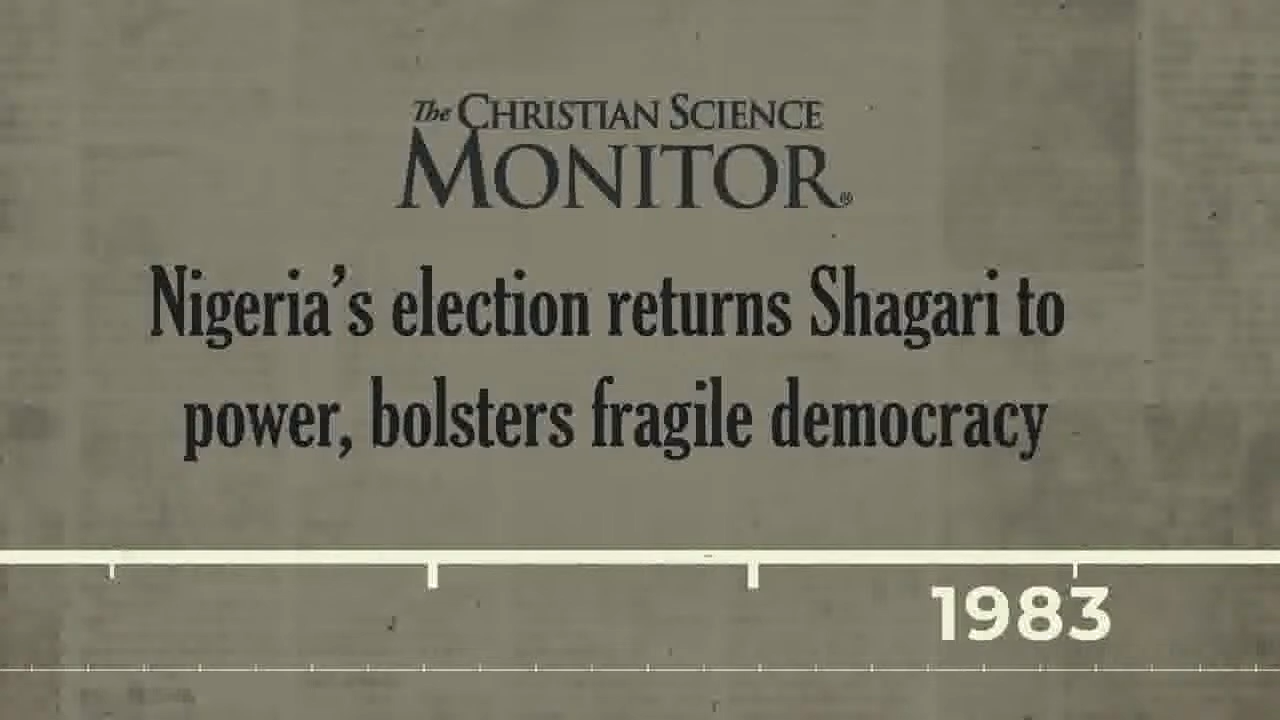 The CHRISTIAN SCIENCE
MONITOR®
Nigeria's election returns Shagari to
power, bolsters fragile democracy
1983